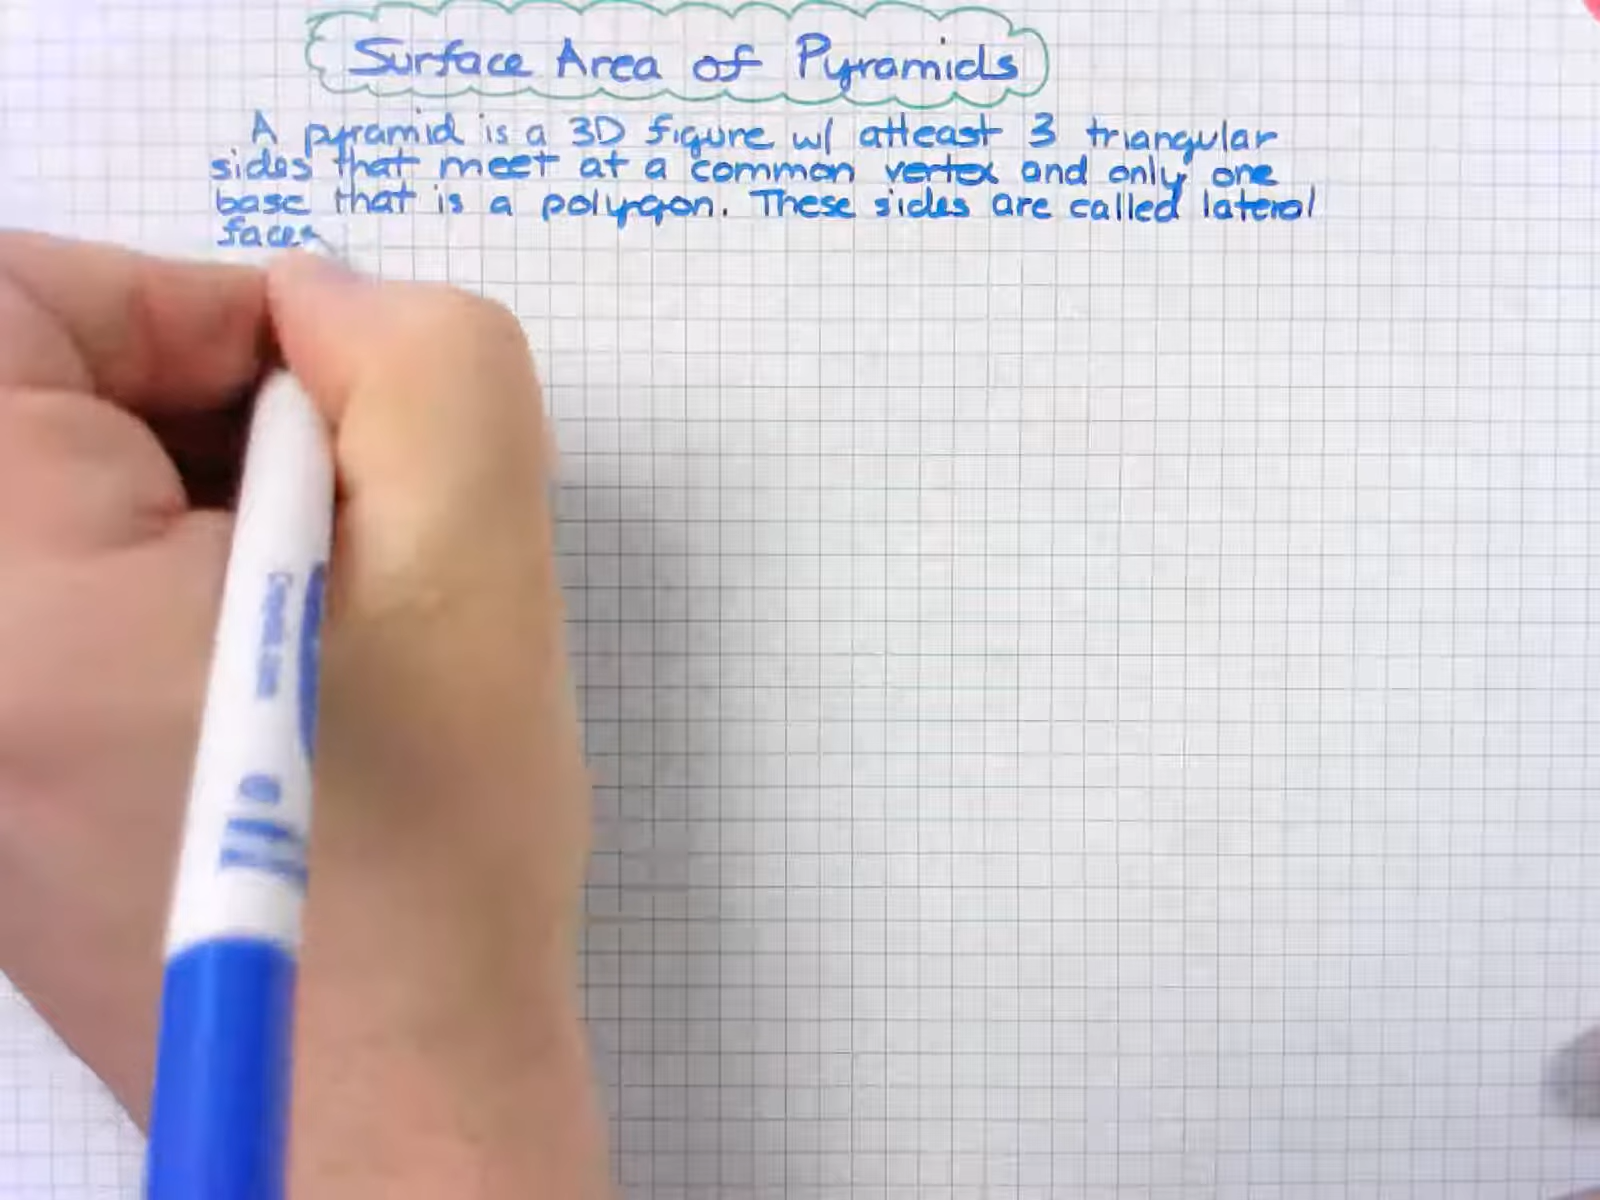 Surface Area of Pyramids
A pyramid is a 3D figure w/ atleast 3 triangular
sides that meet at a common vertex and only one
base that is a polygon. These sides are called lateral
faces